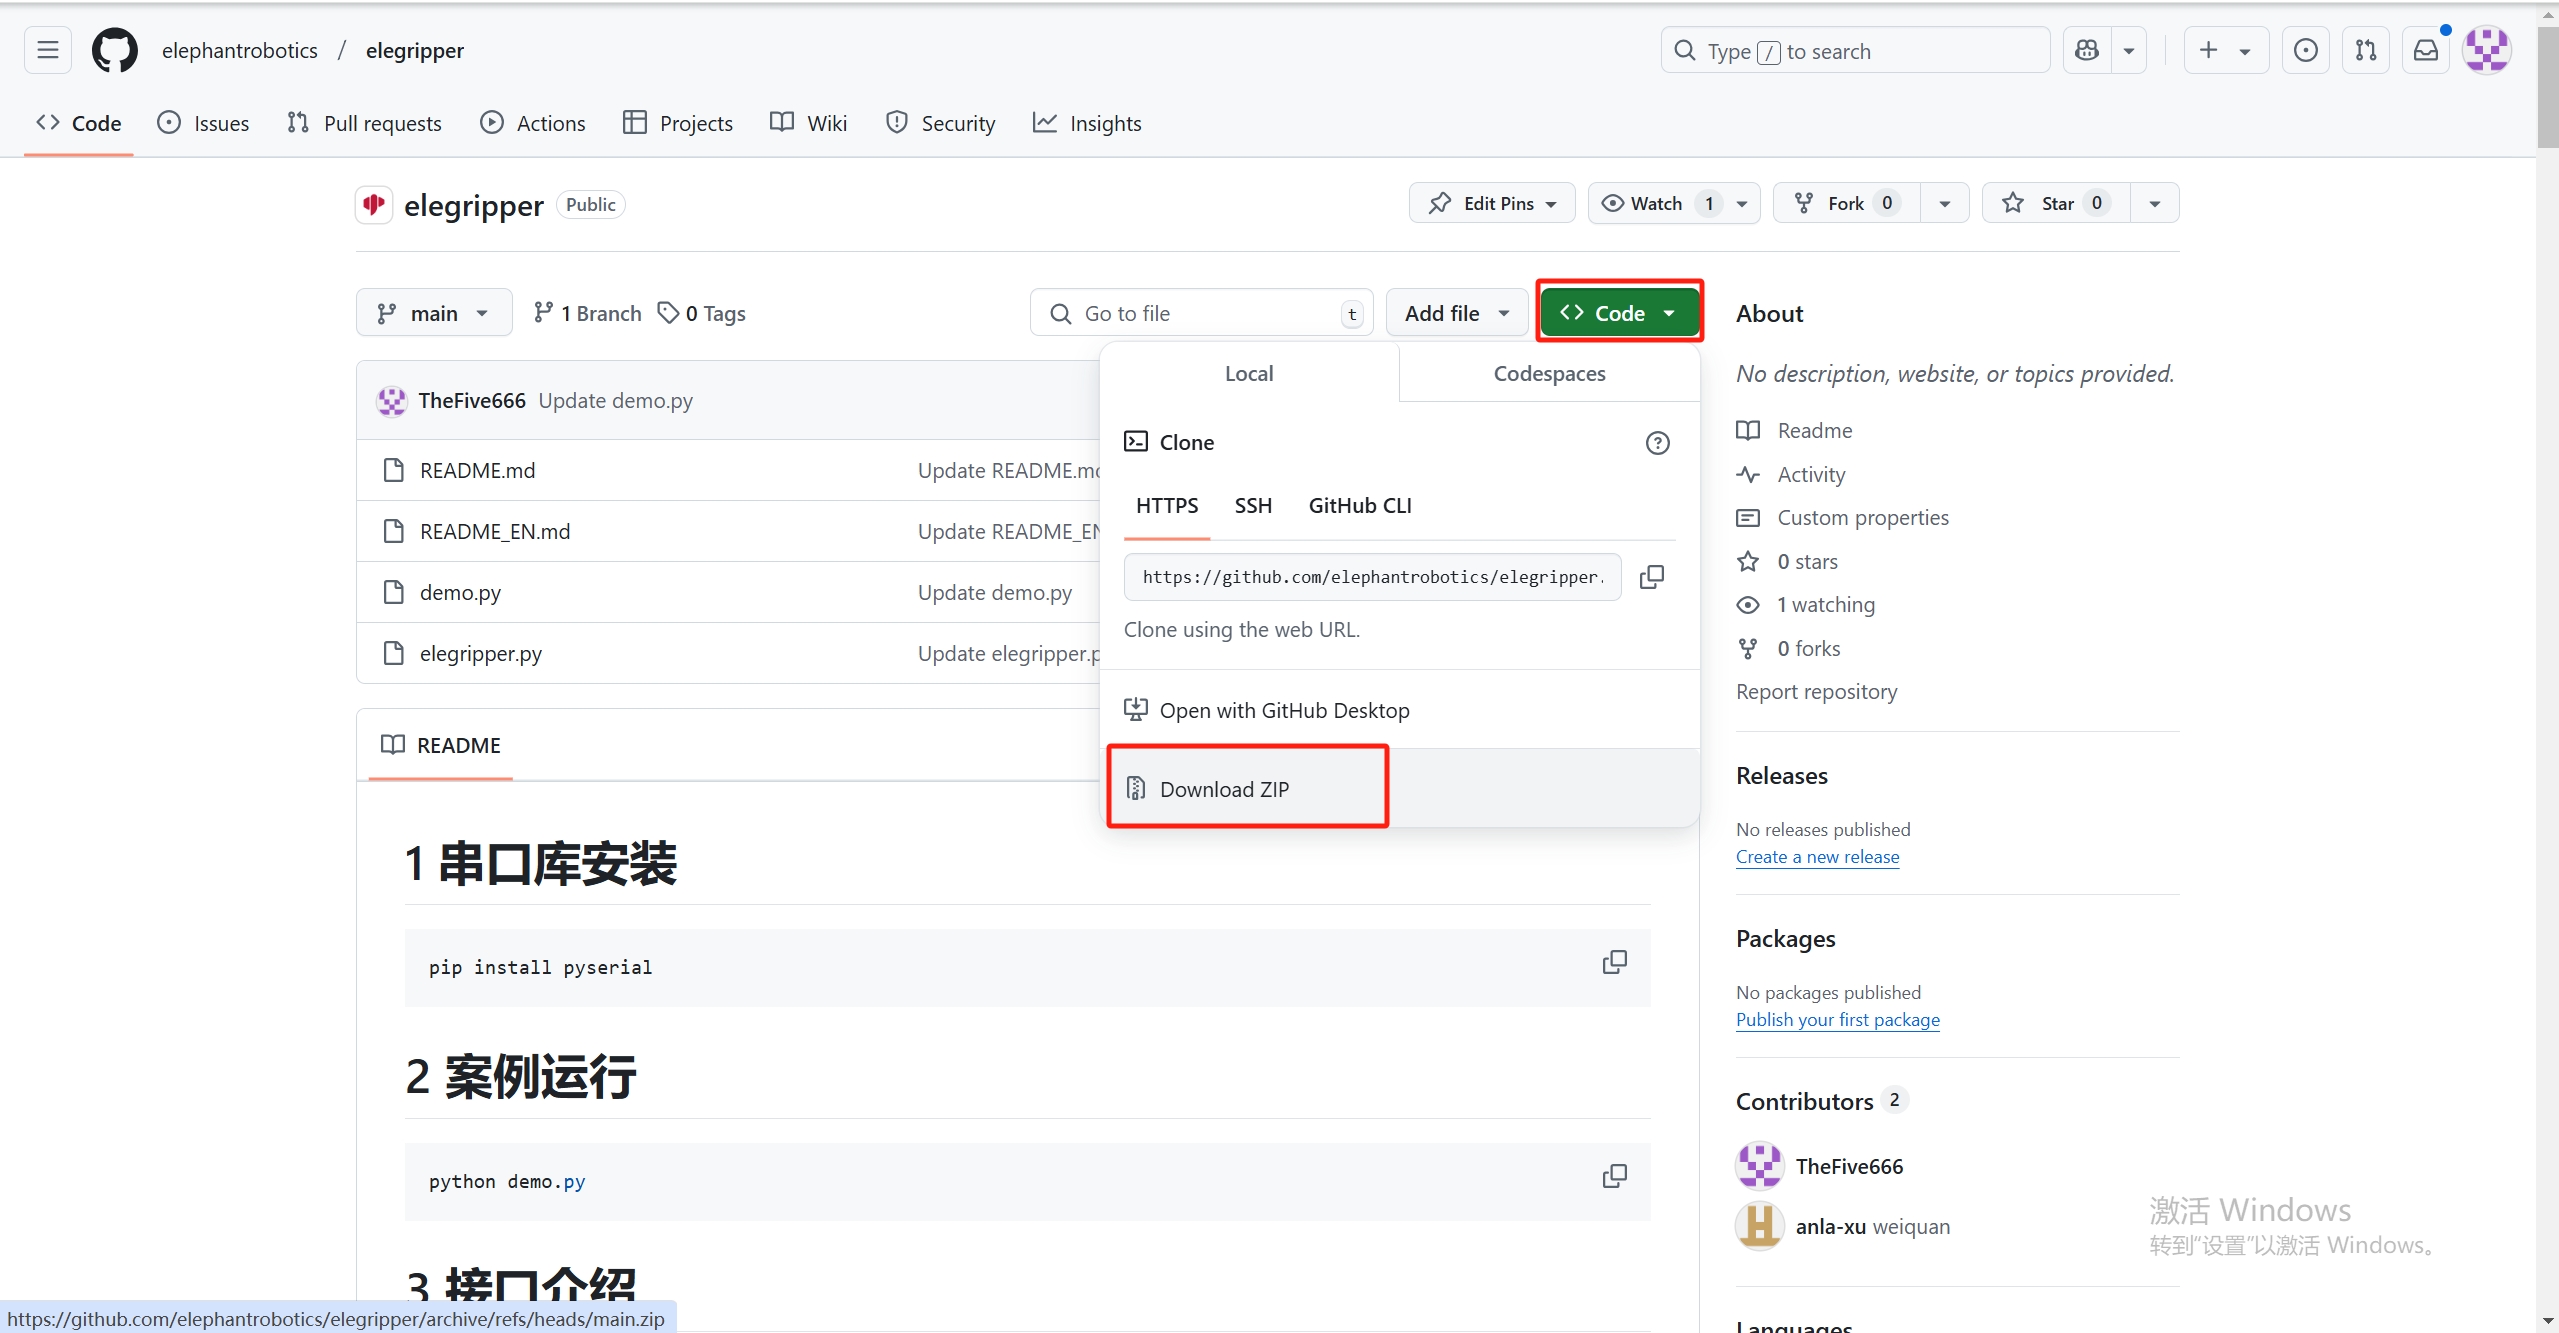 elephantrobotics / elegripper
Type / to search
Code
Issues
Pull requests
Actions
Projects
Wiki
Security
Insights
elegripper Public
Edit Pins
Watch 1
Fork 0
Star 0
main
1 Branch
0 Tags
Go to file t
Add file
Code
About
No description, website, or topics provided.
Readme
Activity
Custom properties
0 stars
1 watching
0 forks
Report repository
Local
Codespaces
Clone
HTTPS
SSH
GitHub CLI
https://github.com/elephantrobotics/elegripper.
Clone using the web URL.
Open with GitHub Desktop
Download ZIP
TheFive666 Update demo.py
README.md Update README.md
README_EN.md Update README_EN
demo.py Update demo.py
elegripper.py Update elegripper.p
README
1 串口库安装
pip install pyserial
2 案例运行
python demo.py
3 接口介绍
Releases
No releases published
Create a new release
Packages
No packages published
Publish your first package
Contributors 2
TheFive666
anla-xu weiquan
Languages
激活 Windows
转到"设置"以激活 Windows。
https://github.com/elephantrobotics/elegripper/archive/refs/heads/main.zip